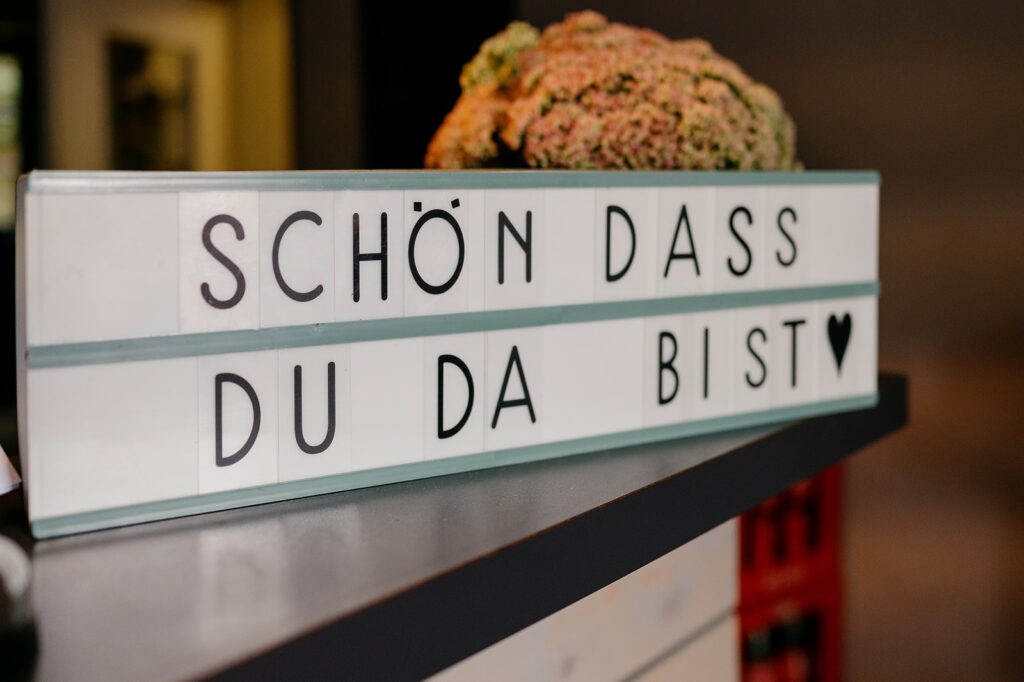 SCHÖN DASS
DU DA BIST♥